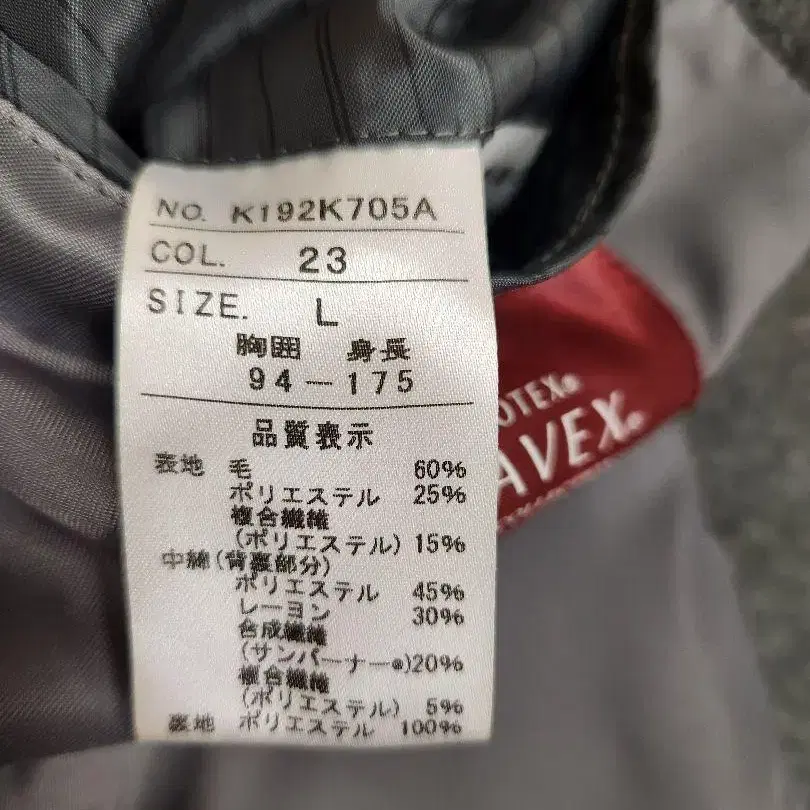 NO. K192K705A
COL. 23
SIZE. L
胸囲 身長
94—175
品質表示
表地 毛 60%
ポリエステル 25%
複合繊維
(ポリエステル) 15%
中綿(背裏部分)
ポリエステル 45%
レーヨン 30%
合成繊維
(サンバーナー®)20%
複合繊維
(ポリエステル) 5%
裏地 ポリエステル 100%
OTEX®
AVEX®